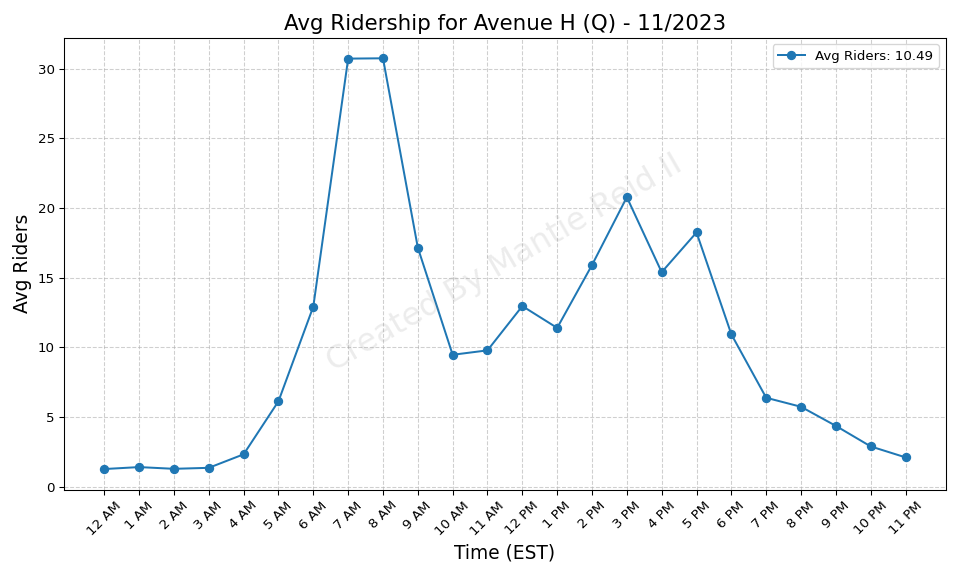 Avg Ridership for Avenue H (Q) - 11/2023
Avg Riders: 10.49
Avg Riders
30
25
20
15
10
5
0
Created By Mantie Reid II
12 AM
1 AM
2 AM
3 AM
4 AM
5 AM
6 AM
7 AM
8 AM
9 AM
10 AM
11 AM
12 PM
1 PM
2 PM
3 PM
4 PM
5 PM
6 PM
7 PM
8 PM
9 PM
10 PM
11 PM
Time (EST)